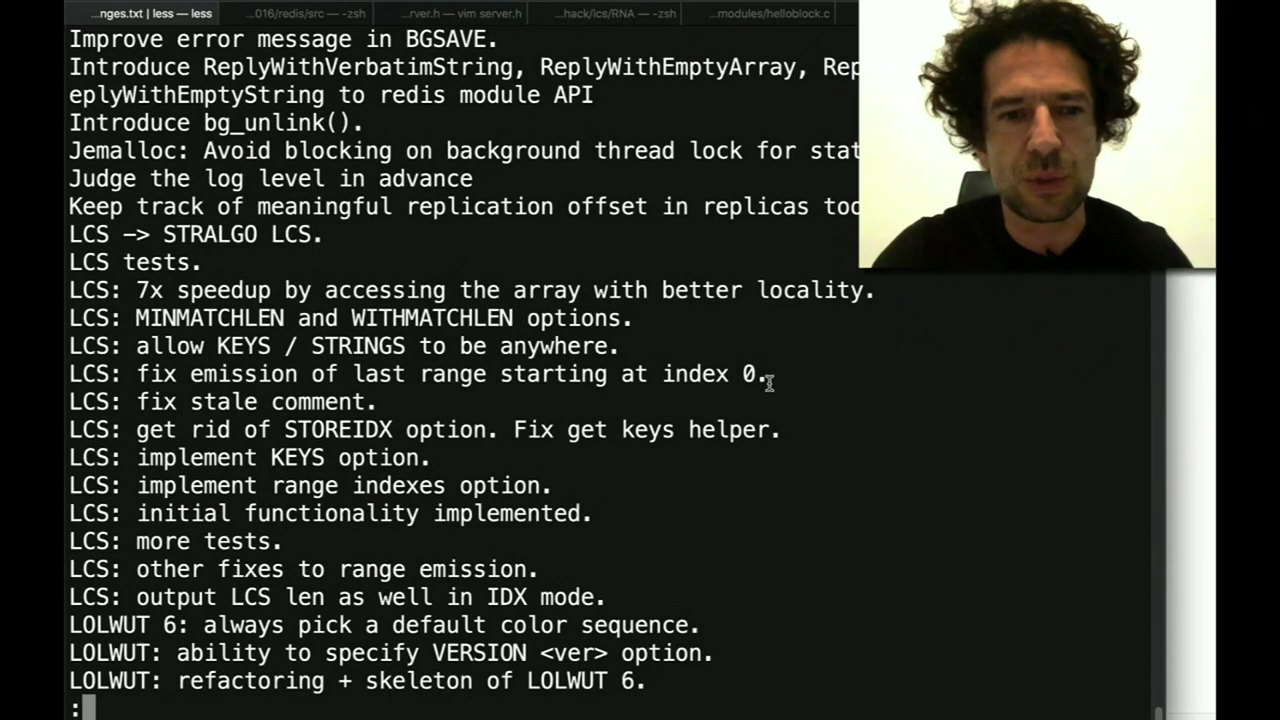 ...nges.txt | less — less
...016/redis/src — -zsh
...rver.h — vim server.h
...hack/lcs/RNA — -zsh
...modules/helloblock.c
Improve error message in BGSAVE.
Introduce ReplyWithVerbatimString, ReplyWithEmptyArray, Rep
eplyWithEmptyString to redis module API
Introduce bg_unlink().
Jemalloc: Avoid blocking on background thread lock for stat
Judge the log level in advance
Keep track of meaningful replication offset in replicas too
LCS -> STRALGO LCS.
LCS tests.
LCS: 7x speedup by accessing the array with better locality.
LCS: MINMATCHLEN and WITHMATCHLEN options.
LCS: allow KEYS / STRINGS to be anywhere.
LCS: fix emission of last range starting at index 0.
LCS: fix stale comment.
LCS: get rid of STOREIDX option. Fix get keys helper.
LCS: implement KEYS option.
LCS: implement range indexes option.
LCS: initial functionality implemented.
LCS: more tests.
LCS: other fixes to range emission.
LCS: output LCS len as well in IDX mode.
LOLWUT 6: always pick a default color sequence.
LOLWUT: ability to specify VERSION <ver> option.
LOLWUT: refactoring + skeleton of LOLWUT 6.
: